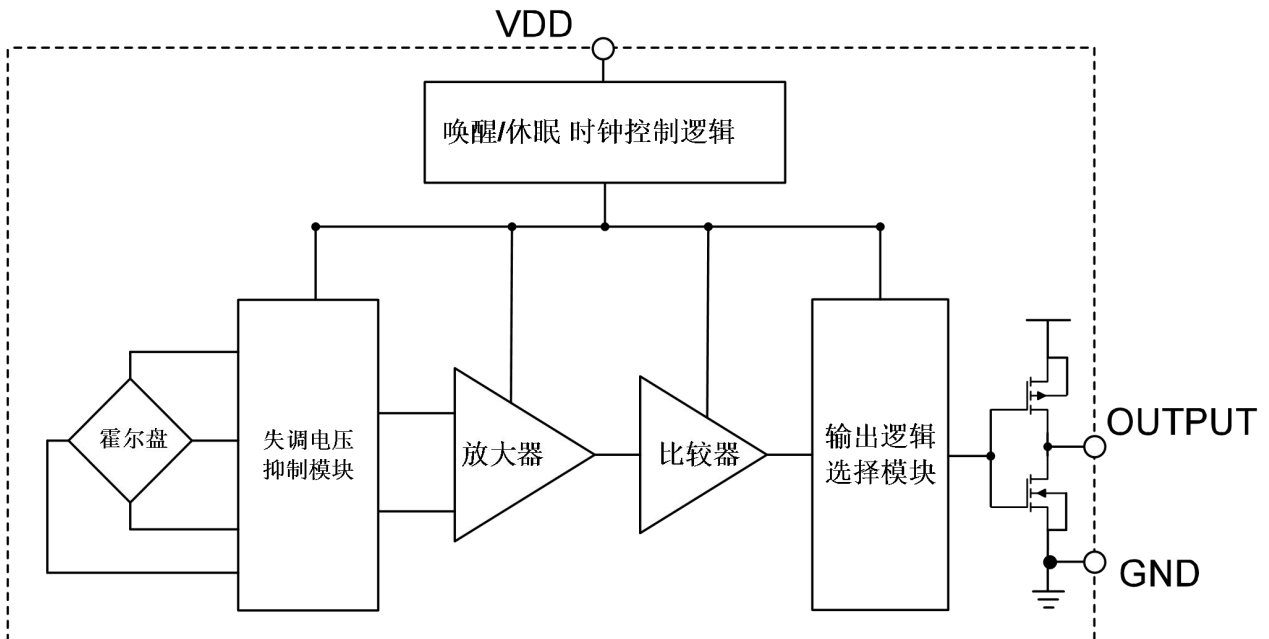 VDD
唤醒/休眠 时钟控制逻辑
霍尔盘
失调电压
抑制模块
放大器
比较器
输出逻辑
选择模块
OUTPUT
GND